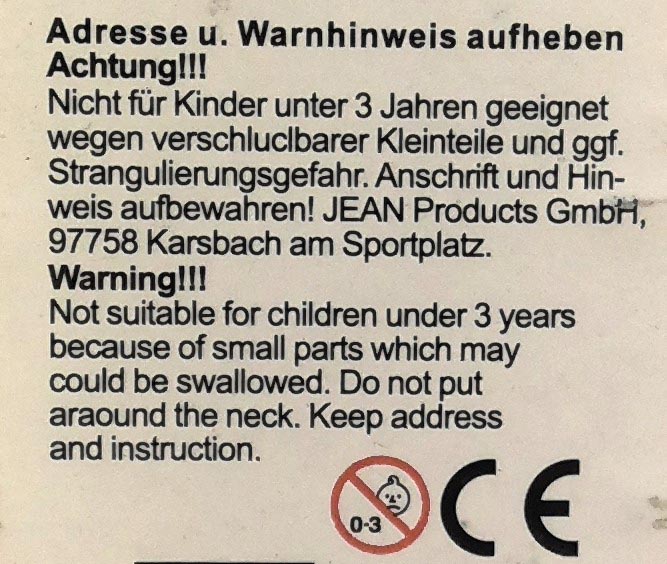 Adresse u. Warnhinweis aufheben
Achtung!!!
Nicht für Kinder unter 3 Jahren geeignet
wegen verschluclbarer Kleinteile und ggf.
Strangulierungsgefahr. Anschrift und Hin-
weis aufbewahren! JEAN Products GmbH,
97758 Karsbach am Sportplatz.
Warning!!!
Not suitable for children under 3 years
because of small parts which may
could be swallowed. Do not put
araound the neck. Keep address
and instruction.
0-3
CE